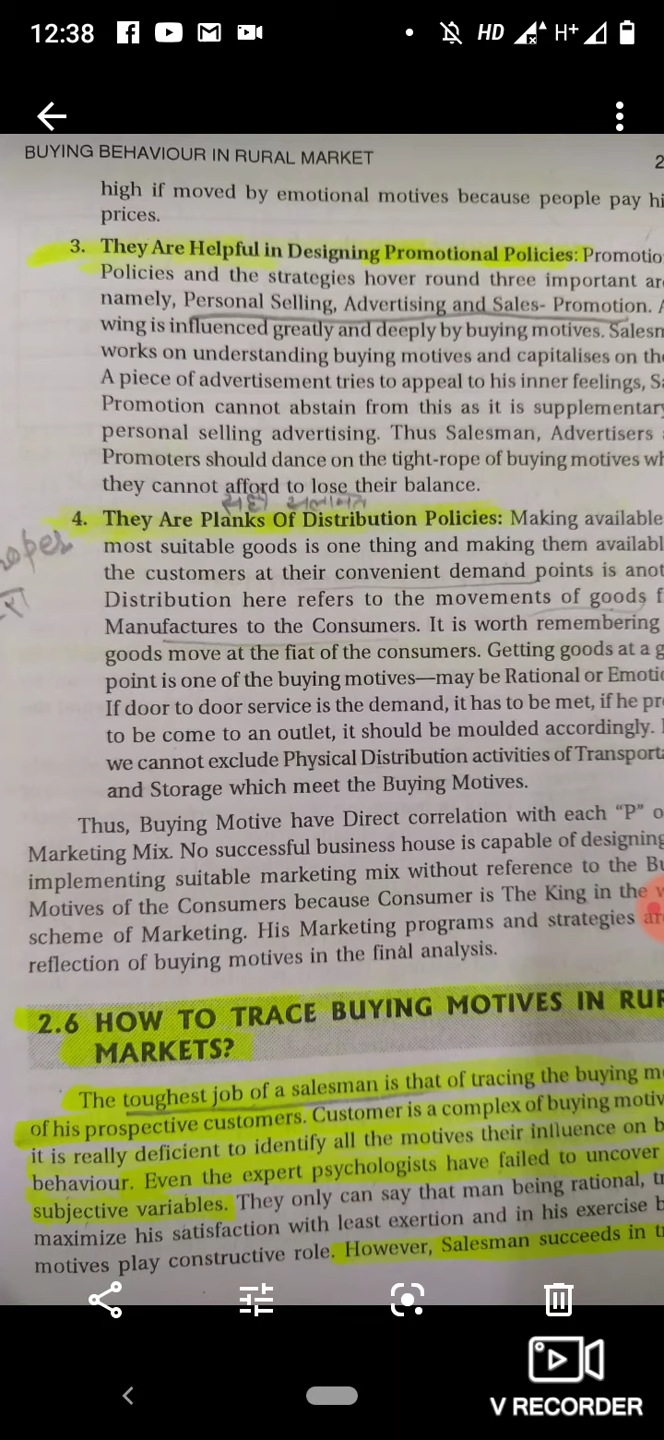 12:38 HD H+
BUYING BEHAVIOUR IN RURAL MARKET
high if moved by emotional motives because people pay
prices.
3. They Are Helpful in Designing Promotional Policies:
Policies and the strategies hover round three important
namely, Personal Selling, Advertising and Sales- Promotion.
wing is influenced greatly and deeply by buying motives.
works on understanding buying motives and capitalises on
A piece of advertisement tries to appeal to his inner feelings,
Promotion cannot abstain from this as it is supplementary
personal selling advertising. Thus Salesman, Advertisers
Promoters should dance on the tight-rope of buying motives
they cannot afford to lose their balance.
4. They Are Planks Of Distribution Policies: Making available
most suitable goods is one thing and making them
the customers at their convenient demand points is
Distribution here refers to the movements of goods
Manufactures to the Consumers. It is worth remembering
goods move at the fiat of the consumers. Getting goods at a
point is one of the buying motives—may be Rational or
If door to door service is the demand, it has to be met, if he
to be come to an outlet, it should be moulded accordingly.
we cannot exclude Physical Distribution activities of
and Storage which meet the Buying Motives.
Thus, Buying Motive have Direct correlation with each "P"
Marketing Mix. No successful business house is capable of designing
implementing suitable marketing mix without reference to the
Motives of the Consumers because Consumer is The King in the
scheme of Marketing. His Marketing programs and strategies
reflection of buying motives in the final analysis.
2.6 HOW TO TRACE BUYING MOTIVES IN
MARKETS?
The toughest job of a salesman is that of tracing the buying
of his prospective customers. Customer is a complex of buying
it is really deficient to identify all the motives their influence on
behaviour. Even the expert psychologists have failed to uncover
subjective variables. They only can say that man being rational,
maximize his satisfaction with least exertion and in his exercise
motives play constructive role. However, Salesman succeeds in
V RECORDER